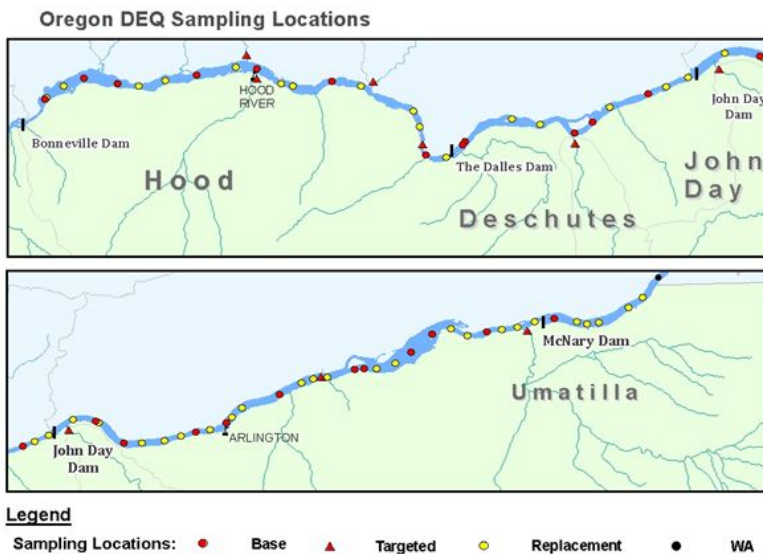 Oregon DEQ Sampling Locations
HOOD
RIVER
Bonneville Dam
John Day
Dam
The Dalles Dam
Hood
John
Day
Deschutes
McNary Dam
Umatilla
ARLINGTON
John Day
Dam
Legend
Sampling Locations: Base Targeted Replacement WA